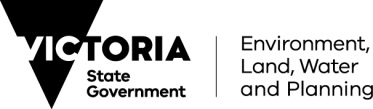 VICTORIA
State
Government
Environment,
Land, Water
and Planning